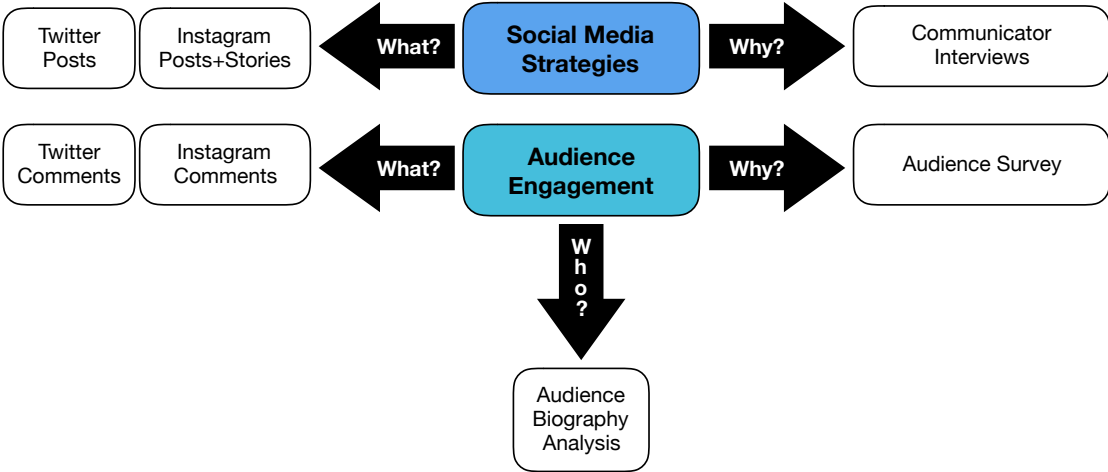 Twitter
Posts
Instagram
Posts+Stories
What?
Social Media
Strategies
Why?
Communicator
Interviews
Twitter
Comments
Instagram
Comments
What?
Audience
Engagement
Why?
Audience Survey
Who?
Audience
Biography
Analysis